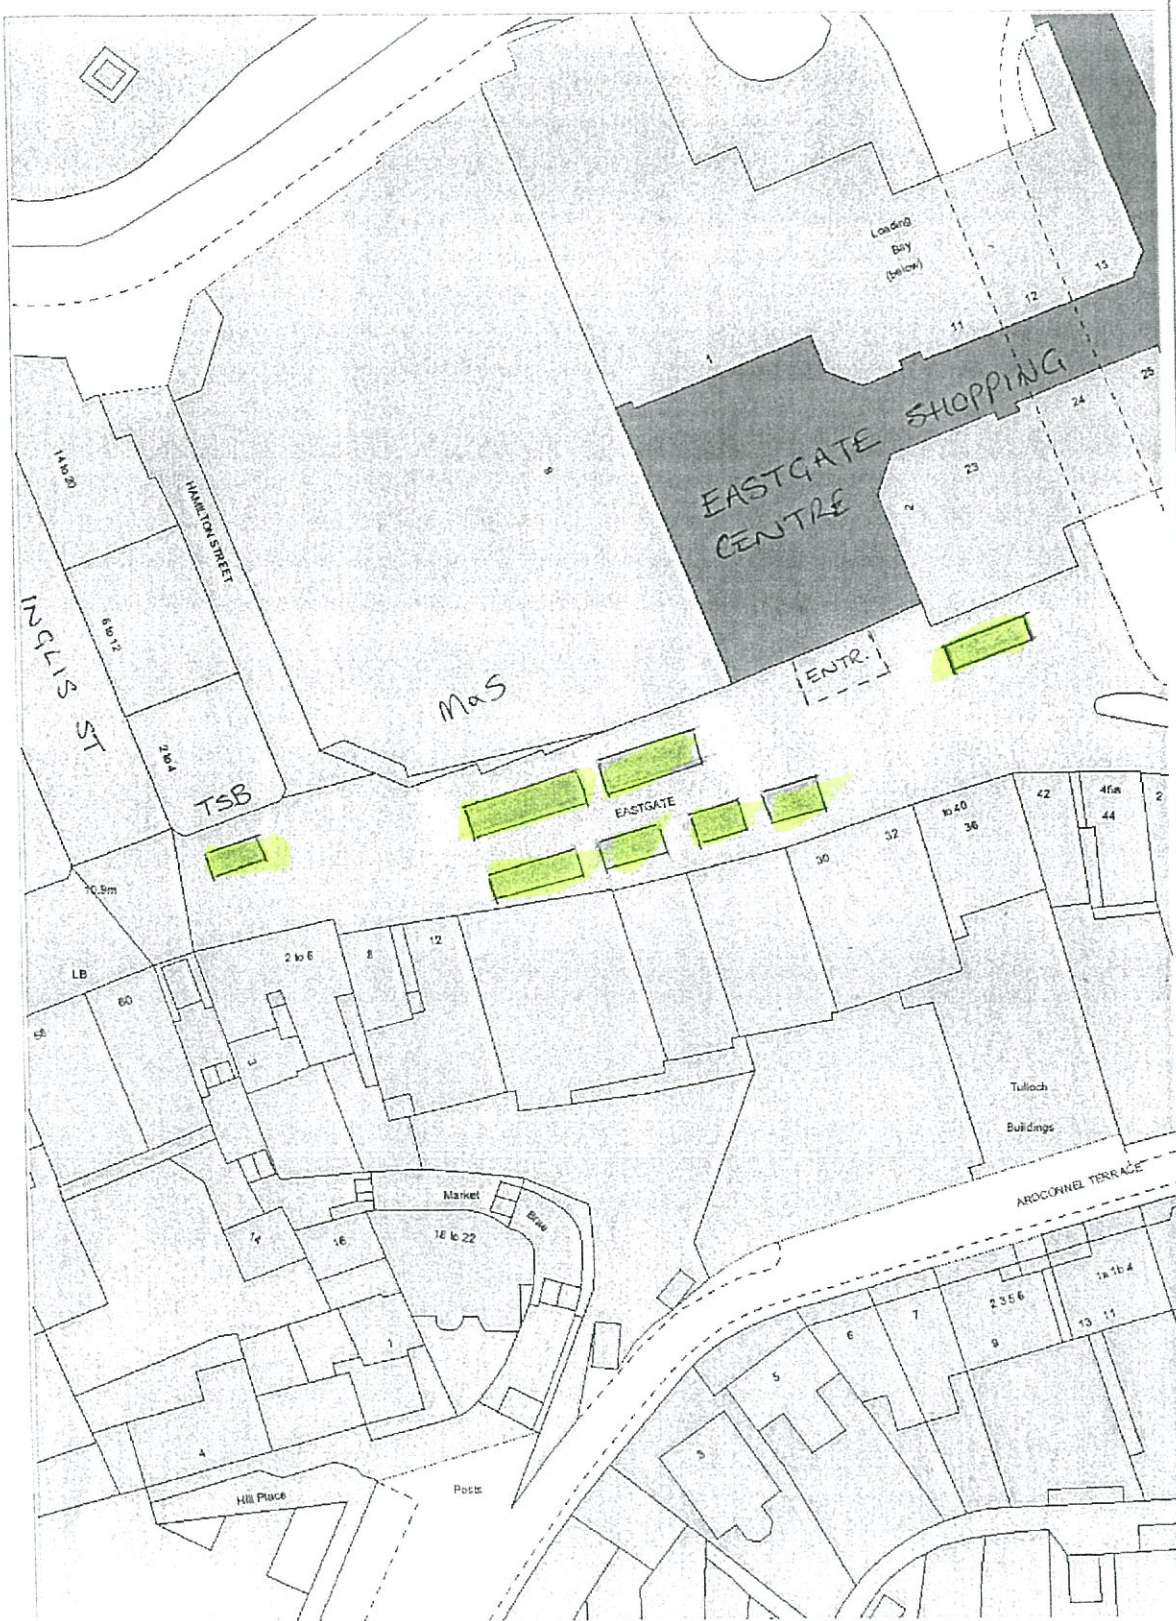 Loading
Bay
(below)
1
11
12
13
EASTGATE SHOPPING
CENTRE
2
23
24
25
14 to 20
HAMILTON STREET
INGLIS ST
6 to 12
2 to 4
8
MaS
TSB
ENTR.
EASTGATE
10.9m
LB
58
60
2 to 6
8
12
3
30
32
to 40
36
42
46a
44
2
Tulloch
Buildings
ARDCONNEL TERRACE
Market
Brae
14
16
18 to 22
1
4
Hill Place
Posts
3
5
6
7
2 3 5 6
9
1a 1b 4
13
11